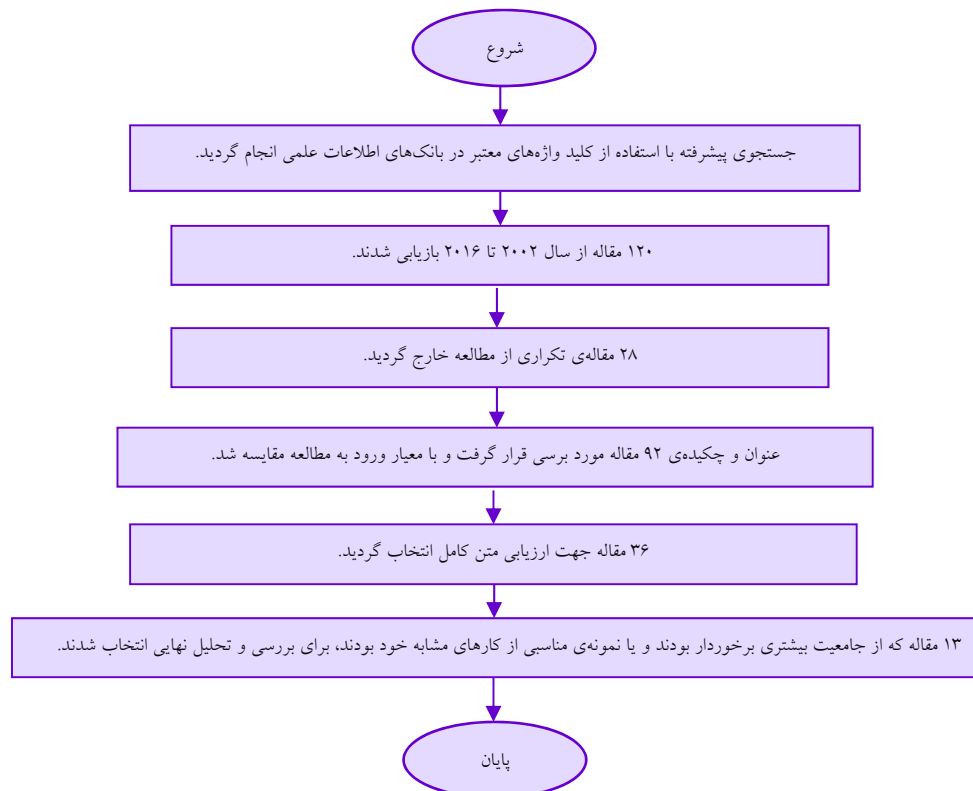 شروع
جستجوی پیشرفته با استفاده از کلید واژه‌های معتبر در بانک‌های اطلاعات علمی انجام گردید.
۱۲۰ مقاله از سال ۲۰۰۲ تا ۲۰۱۶ بازیابی شدند.
۲۸ مقاله‌ی تکراری از مطالعه خارج گردید.
عنوان و چکیده‌ی ۹۲ مقاله مورد برسی قرار گرفت و با معیار ورود به مطالعه مقایسه شد.
۳۶ مقاله جهت ارزیابی متن کامل انتخاب گردید.
۱۳ مقاله که از جامعیت بیشتری برخوردار بودند و یا نمونه‌ی مناسبی از کارهای مشابه خود بودند، برای بررسی و تحلیل نهایی انتخاب شدند.
پایان